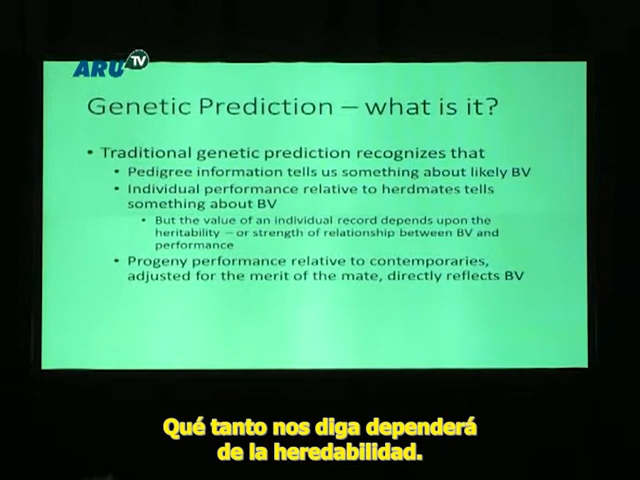 ARU TV
Genetic Prediction – what is it?
• Traditional genetic prediction recognizes that
• Pedigree information tells us something about likely BV
• Individual performance relative to herdmates tells
something about BV
• But the value of an individual record depends upon the
heritability – or strength of relationship between BV and
performance
• Progeny performance relative to contemporaries,
adjusted for the merit of the mate, directly reflects BV
Qué tanto nos diga dependerá
de la heredabilidad.